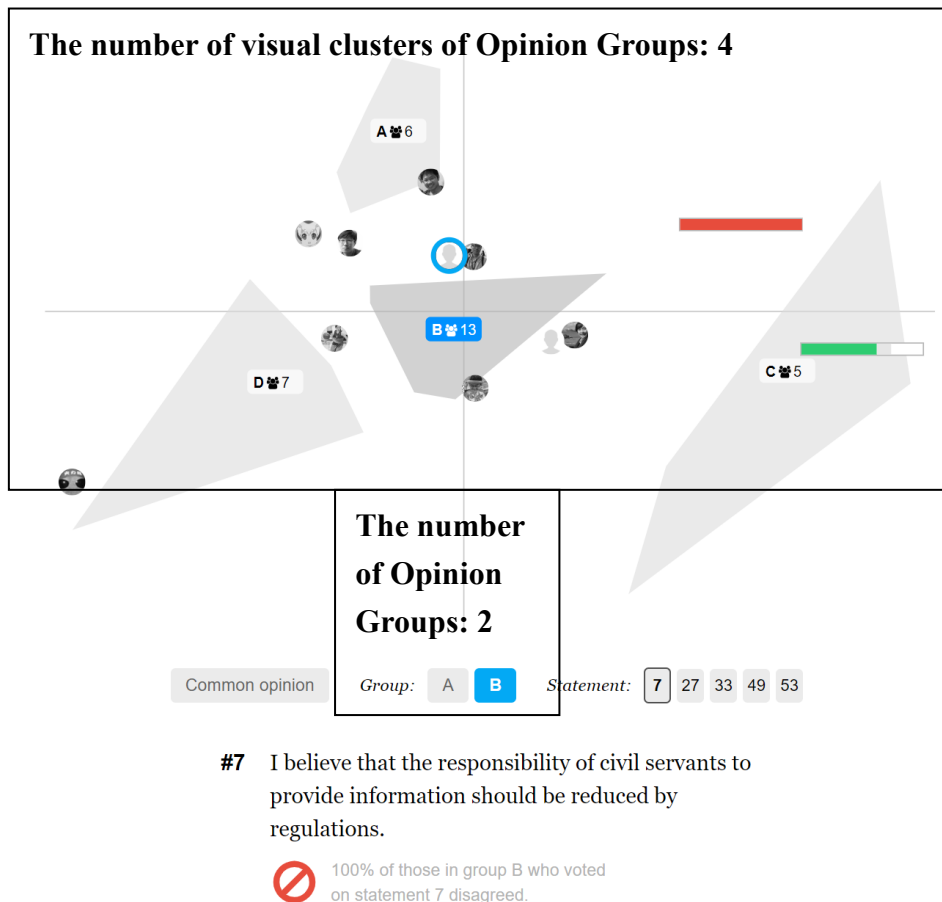 The number of visual clusters of Opinion Groups: 4
A 6
B 13
C 5
D 7
The number
of Opinion
Groups: 2
Common opinion Group: A B Statement: 7 27 33 49 53
#7 I believe that the responsibility of civil servants to
provide information should be reduced by
regulations.
100% of those in group B who voted
on statement 7 disagreed.